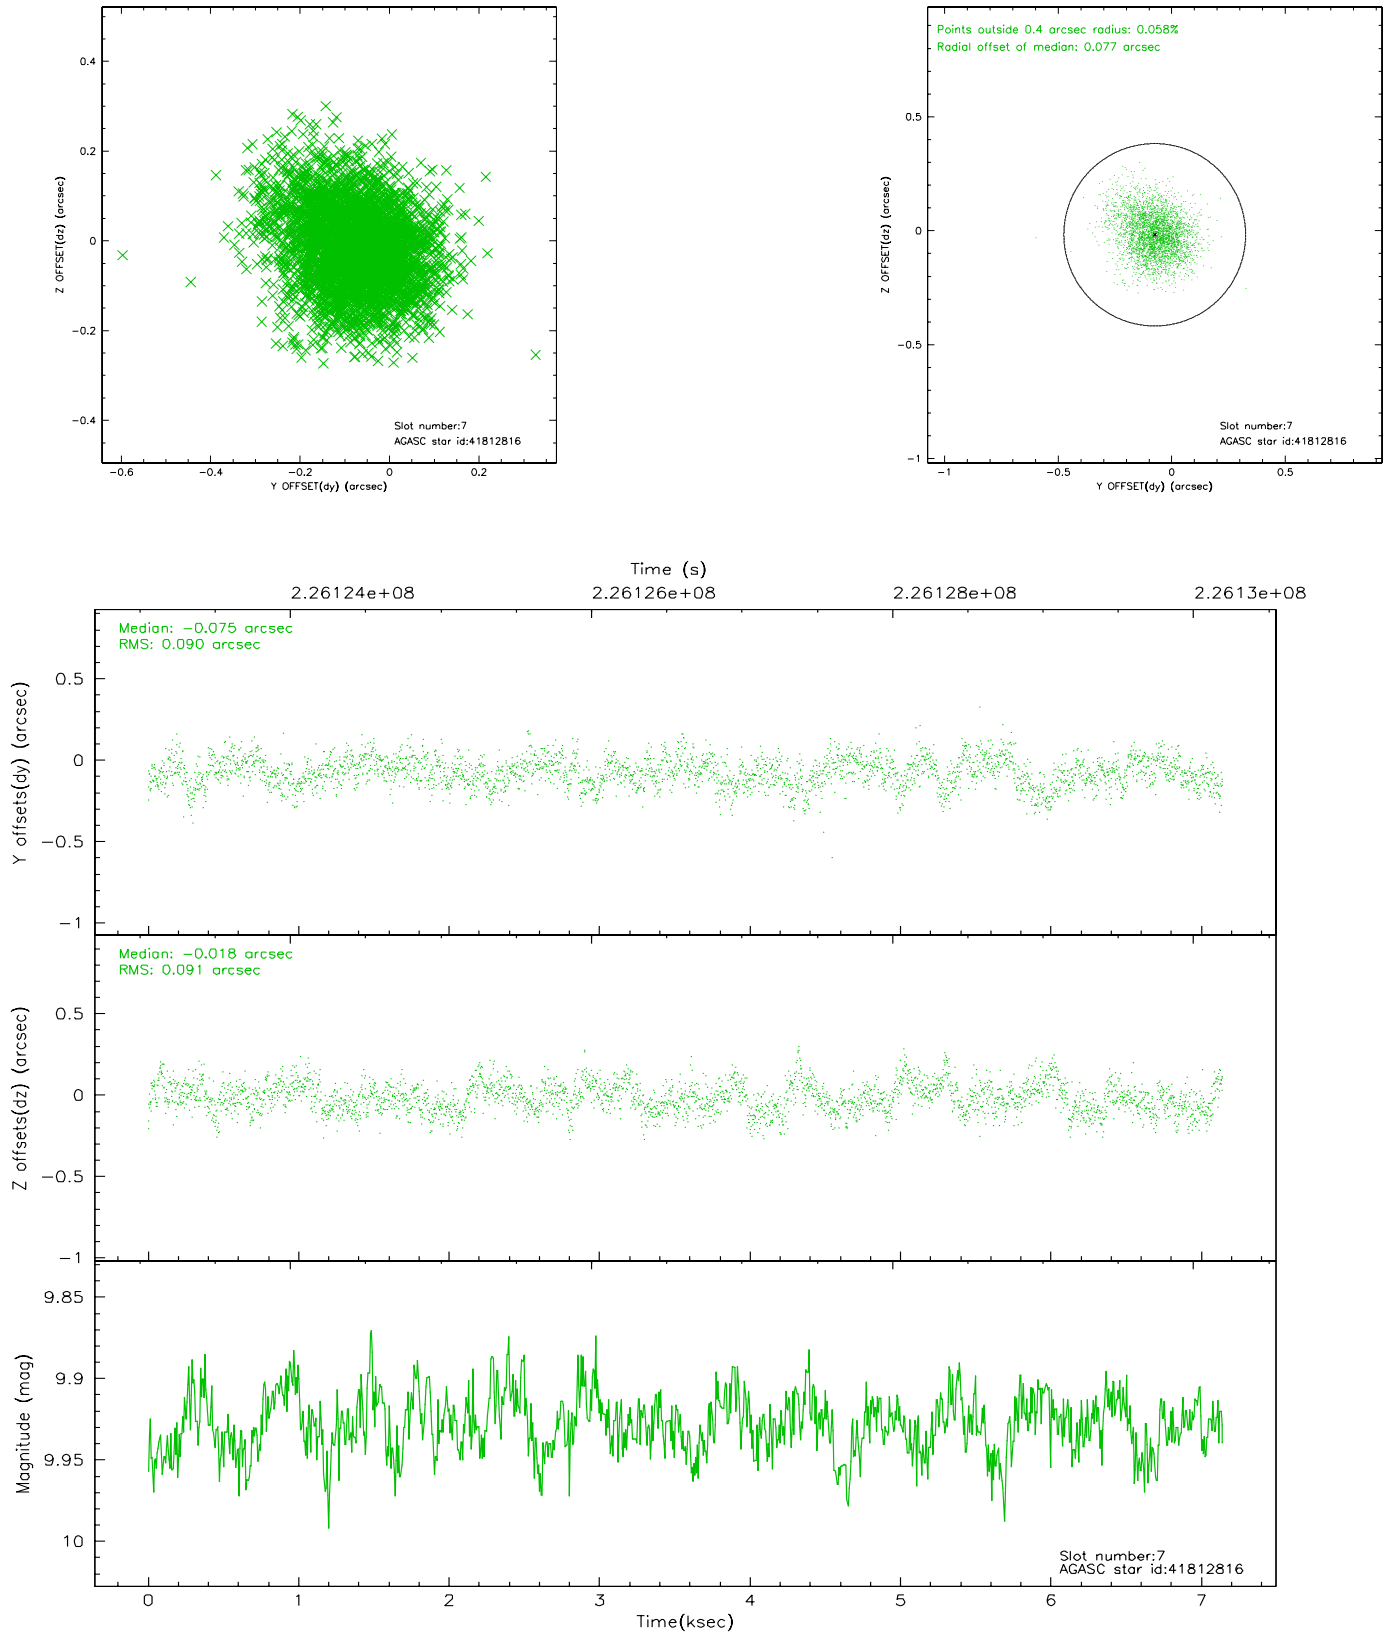 0.4
0.2
0
−0.2
−0.4
Z OFFSET(dz) (arcsec)
Slot number:7
AGASC star id:41812816
−0.6
−0.4
−0.2
0
0.2
Y OFFSET(dy) (arcsec)
Points outside 0.4 arcsec radius: 0.058%
Radial offset of median: 0.077 arcsec
0.5
0
−0.5
−1
Z OFFSET(dz) (arcsec)
Slot number:7
AGASC star id:41812816
−1
−0.5
0
0.5
Y OFFSET(dy) (arcsec)
Time (s)
2.26124e+08
2.26126e+08
2.26128e+08
2.2613e+08
Median: −0.075 arcsec
RMS: 0.090 arcsec
0.5
0
−0.5
−1
Y offsets(dy) (arcsec)
Median: −0.018 arcsec
RMS: 0.091 arcsec
0.5
0
−0.5
−1
Z offsets(dz) (arcsec)
9.85
9.9
9.95
10
Magnitude (mag)
Slot number:7
AGASC star id:41812816
0
1
2
3
4
5
6
7
Time(ksec)